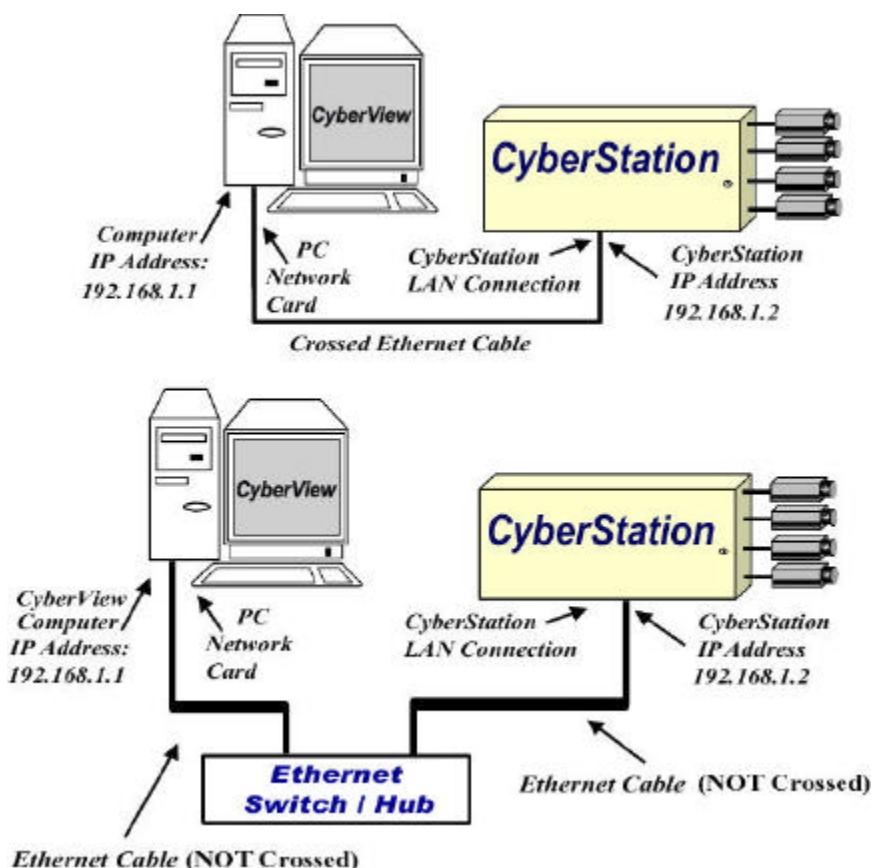 CyberView
CyberStation
Computer
IP Address:
192.168.1.1
PC
Network
Card
CyberStation
LAN Connection
CyberStation
IP Address
192.168.1.2
Crossed Ethernet Cable
CyberView
CyberStation
CyberView
Computer
IP Address:
192.168.1.1
PC
Network
Card
CyberStation
LAN Connection
CyberStation
IP Address
192.168.1.2
Ethernet
Switch / Hub
Ethernet Cable (NOT Crossed)
Ethernet Cable (NOT Crossed)